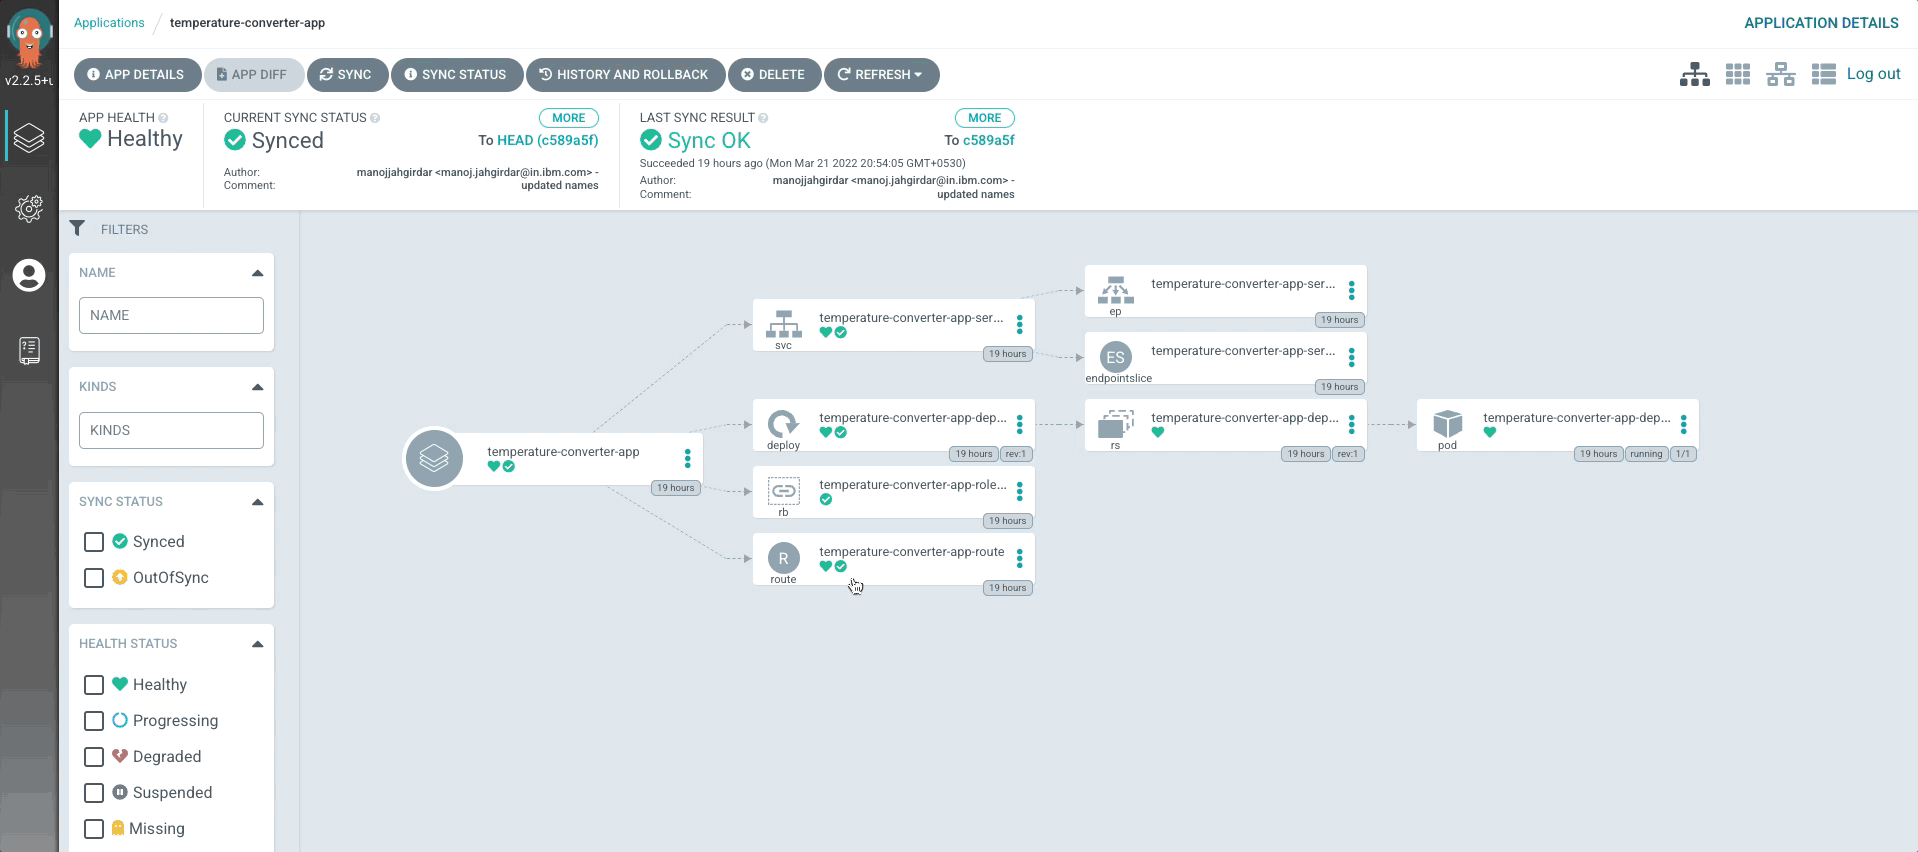 Applications / temperature-converter-app
APPLICATION DETAILS
v2.2.5+u
APP DETAILS
APP DIFF
SYNC
SYNC STATUS
HISTORY AND ROLLBACK
DELETE
REFRESH
Log out
APP HEALTH
Healthy
CURRENT SYNC STATUS
MORE
Synced
To HEAD (c589a5f)
Author: manojjahgirdar <manoj.jahgirdar@in.ibm.com> -
Comment: updated names
LAST SYNC RESULT
MORE
Sync OK
To c589a5f
Succeeded 19 hours ago (Mon Mar 21 2022 20:54:05 GMT+0530)
Author: manojjahgirdar <manoj.jahgirdar@in.ibm.com> -
Comment: updated names
FILTERS
NAME
NAME
KINDS
KINDS
SYNC STATUS
Synced
OutOfSync
HEALTH STATUS
Healthy
Progressing
Degraded
Suspended
Missing
temperature-converter-app
19 hours
svc
temperature-converter-app-ser...
19 hours
ep
temperature-converter-app-ser...
19 hours
ES
endpointslice
temperature-converter-app-ser...
19 hours
deploy
temperature-converter-app-dep...
19 hours
rev:1
rs
temperature-converter-app-dep...
19 hours
rev:1
pod
temperature-converter-app-dep...
19 hours
running
1/1
rb
temperature-converter-app-role...
19 hours
R
route
temperature-converter-app-route
19 hours